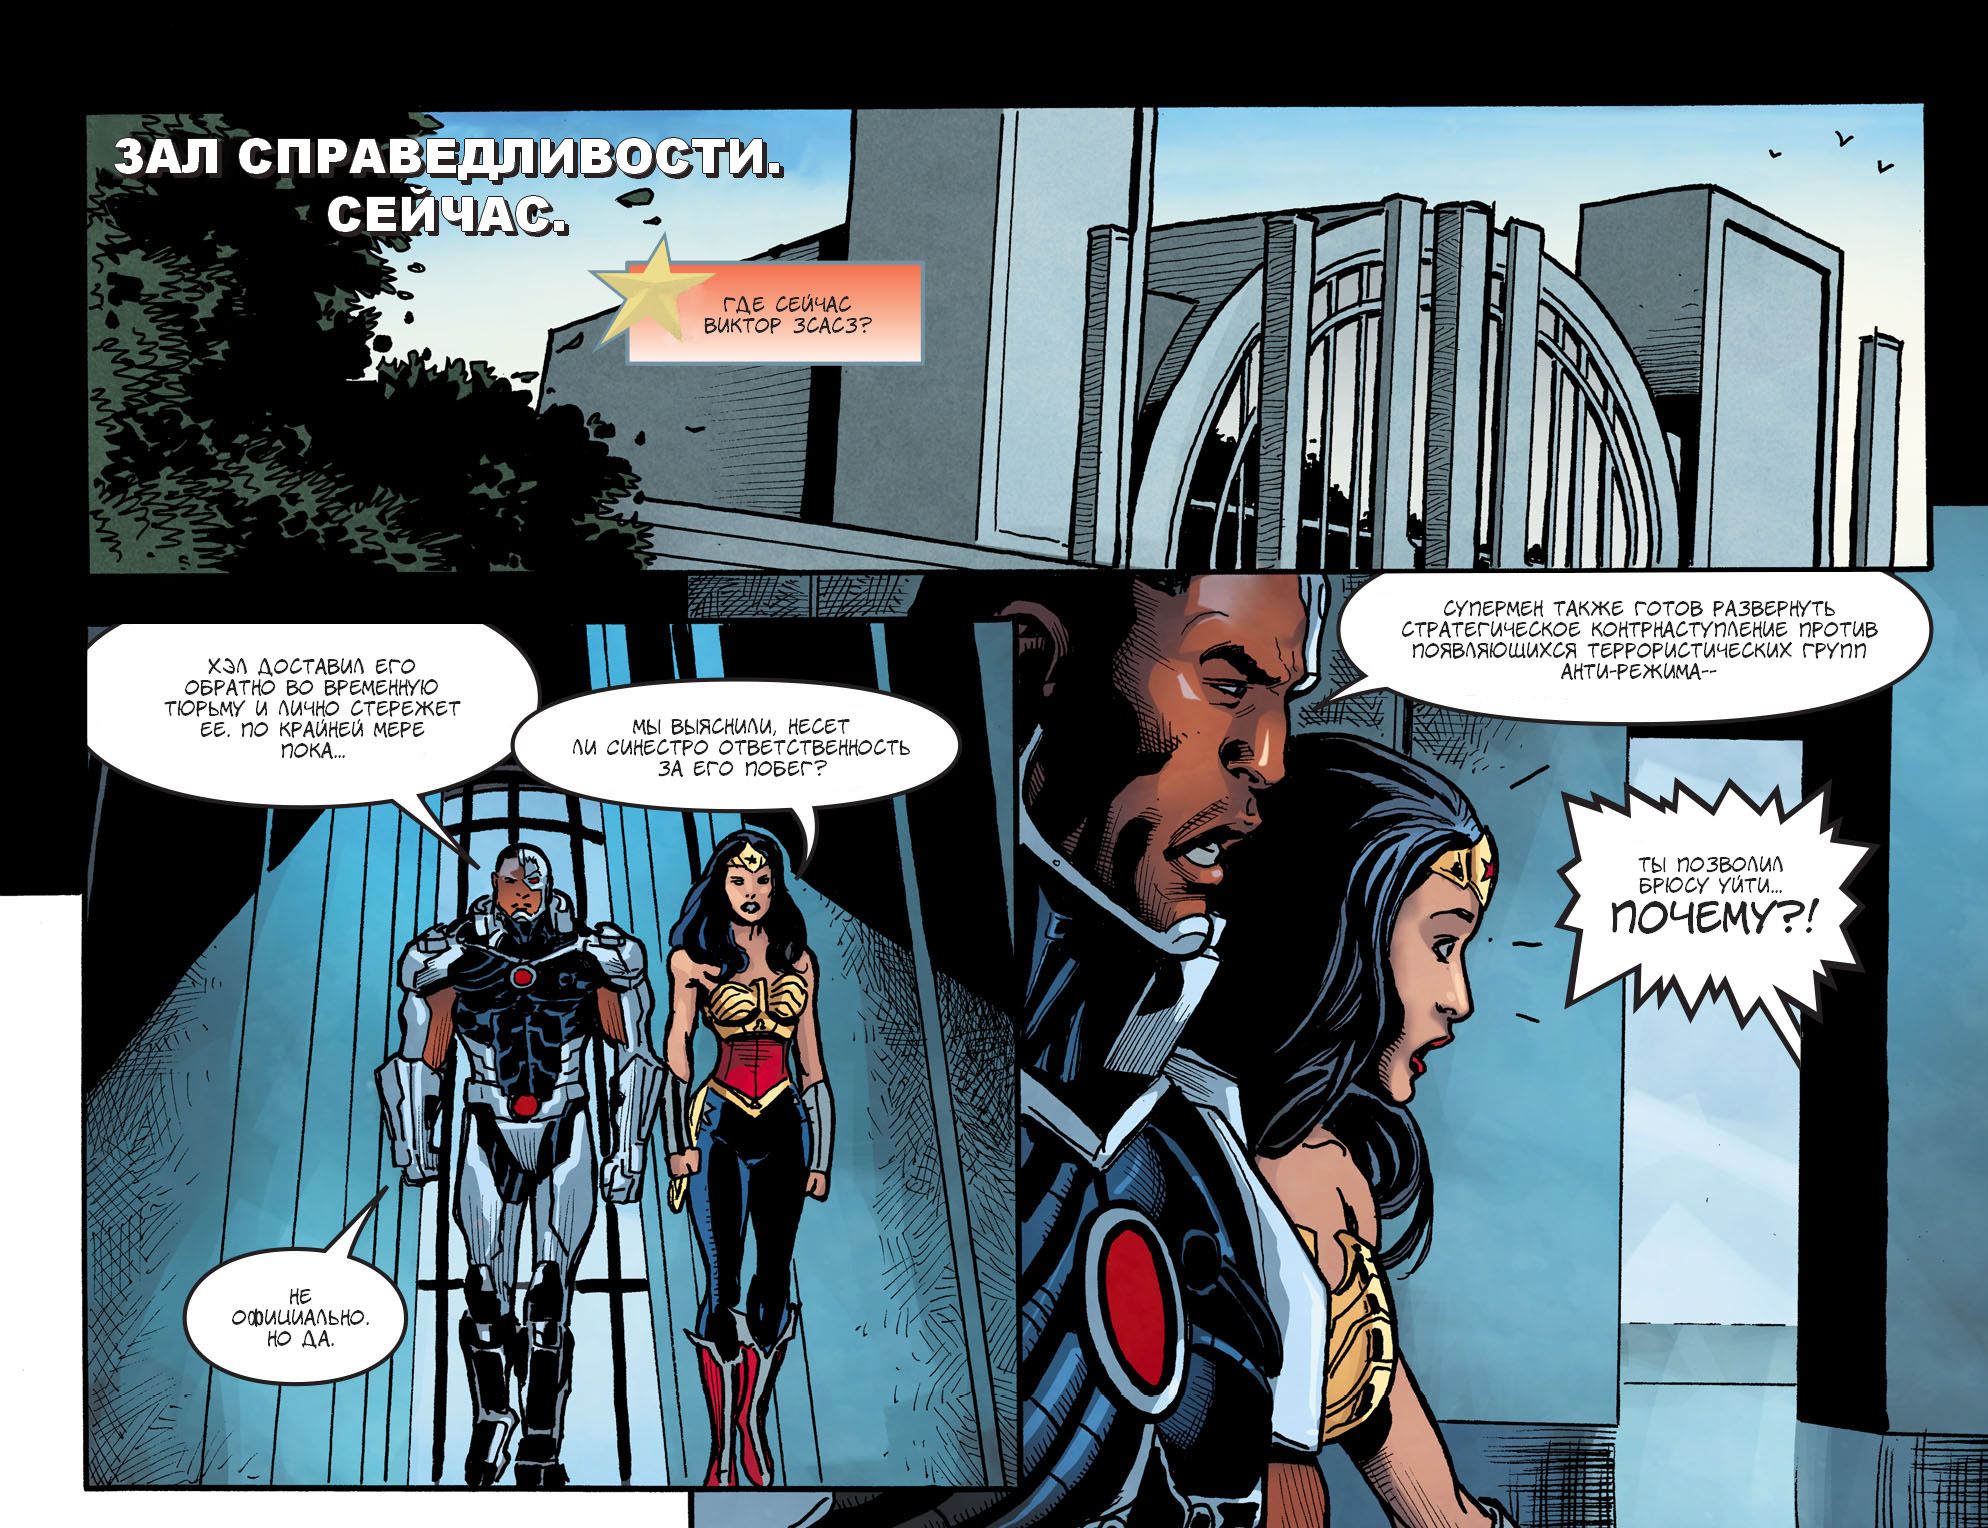 ЗАЛ СПРАВЕДЛИВОСТИ.
СЕЙЧАС.
ГДЕ СЕЙЧАС
ВИКТОР ЗСАСЗ?
ХЭЛ ДОСТАВИЛ ЕГО
ОБРАТНО ВО ВРЕМЕННУЮ
ТЮРЬМУ И ЛИЧНО СТЕРЕЖЕТ
ЕЕ. ПО КРАЙНЕЙ МЕРЕ
ПОКА...
МЫ ВЫЯСНИЛИ, НЕСЕТ
ЛИ СИНЕСТРО ОТВЕТСТВЕННОСТЬ
ЗА ЕГО ПОБЕГ?
НЕ
ОФИЦИАЛЬНО.
НО ДА.
СУПЕРМЕН ТАКЖЕ ГОТОВ РАЗВЕРНУТЬ
СТРАТЕГИЧЕСКОЕ КОНТРНАСТУПЛЕНИЕ ПРОТИВ
ПОЯВЛЯЮЩИХСЯ ТЕРРОРИСТИЧЕСКИХ ГРУПП
АНТИ-РЕЖИМА--
ТЫ ПОЗВОЛИЛ
БРЮСУ УЙТИ...
ПОЧЕМУ?!